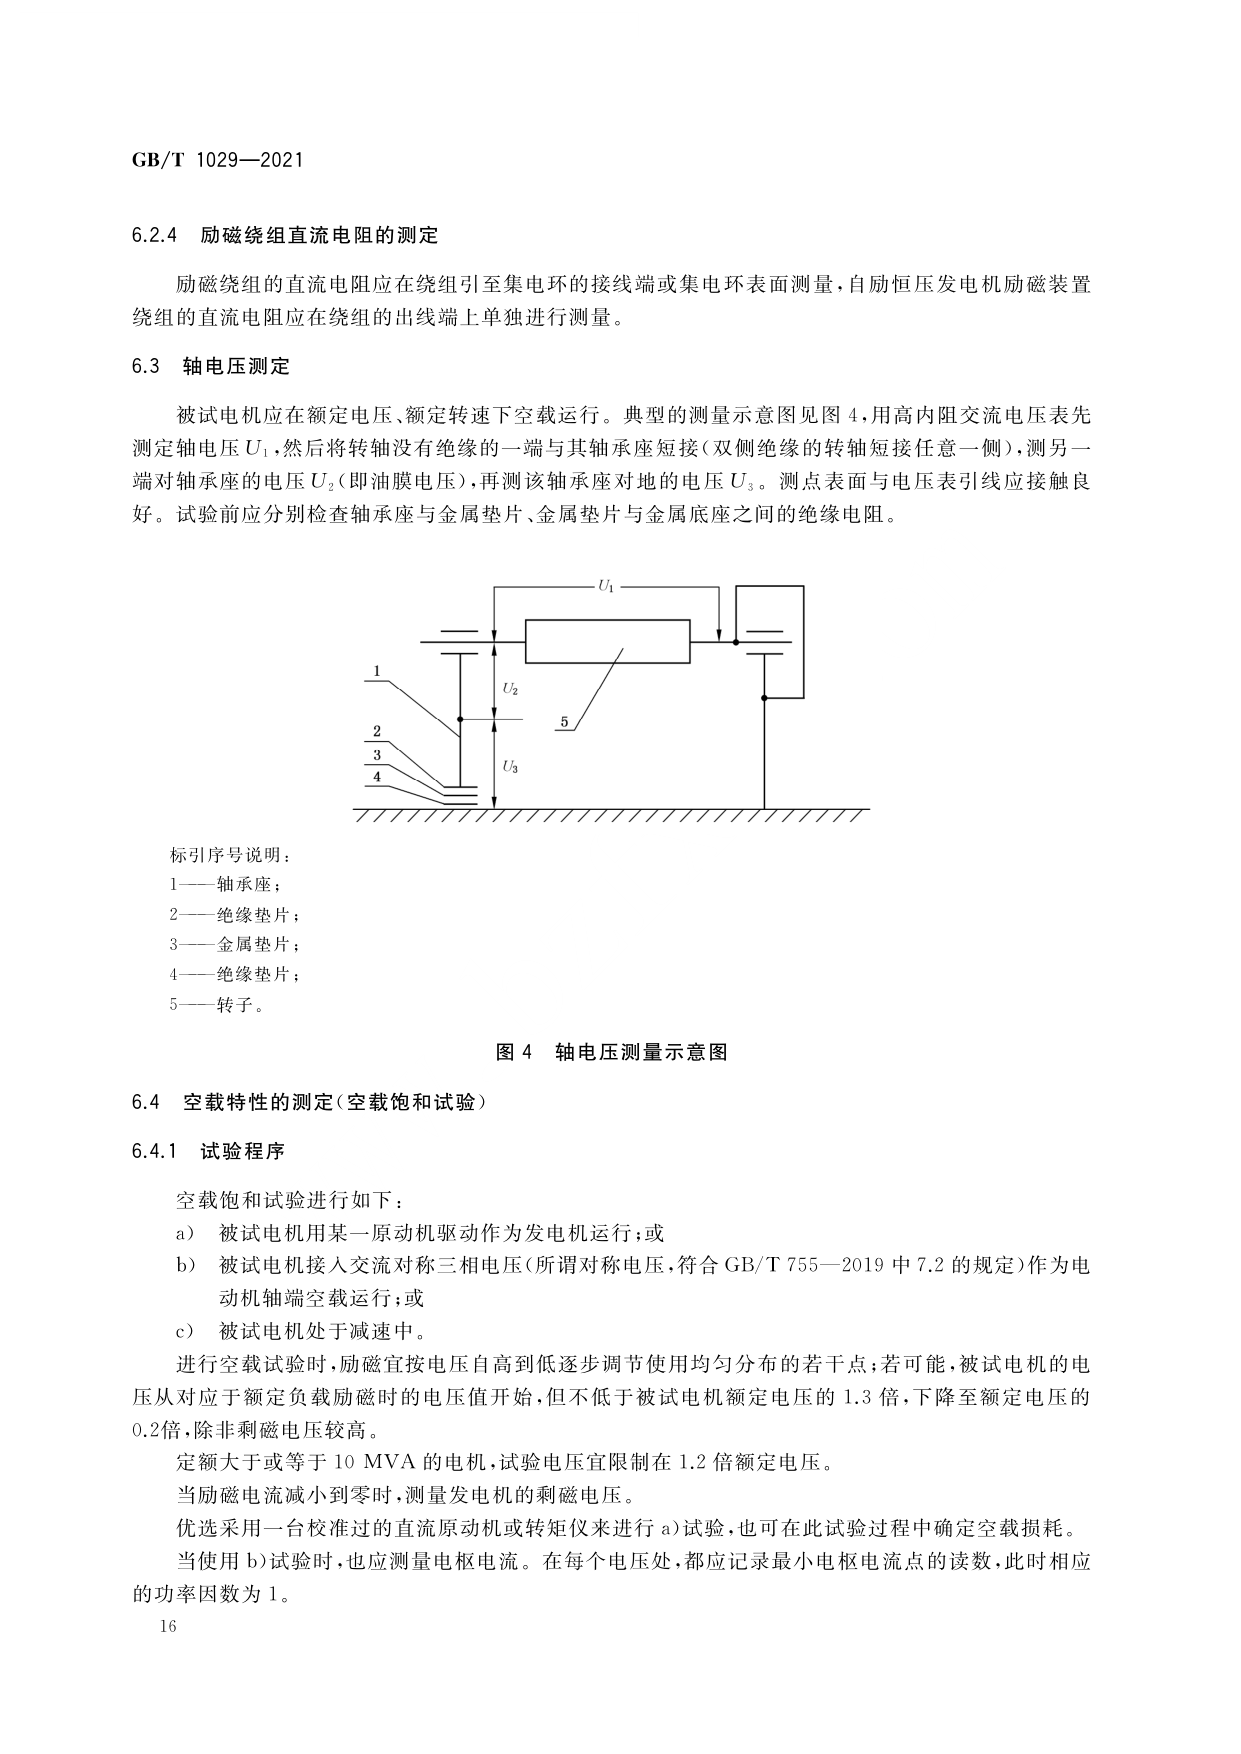 GB/T 1029—2021
6.2.4 励磁绕组直流电阻的测定
励磁绕组的直流电阻应在绕组引至集电环的接线端或集电环表面测量,自励恒压发电机励磁装置
绕组的直流电阻应在绕组的出线端上单独进行测量。
6.3 轴电压测定
被试电机应在额定电压、额定转速下空载运行。典型的测量示意图见图 4,用高内阻交流电压表先
测定轴电压 U₁,然后将转轴没有绝缘的一端与其轴承座短接(双侧绝缘的转轴短接任意一侧),测另一
端对轴承座的电压 U₂(即油膜电压),再测该轴承座对地的电压 U₃。测点表面与电压表引线应接触良
好。试验前应分别检查轴承座与金属垫片、金属垫片与金属底座之间的绝缘电阻。
U₁
1
U₂
5
2
3
U₃
4
标引序号说明:
1——轴承座;
2——绝缘垫片;
3——金属垫片;
4——绝缘垫片;
5——转子。
图 4 轴电压测量示意图
6.4 空载特性的测定(空载饱和试验)
6.4.1 试验程序
空载饱和试验进行如下:
a) 被试电机用某一原动机驱动作为发电机运行;或
b) 被试电机接入交流对称三相电压(所谓对称电压,符合 GB/T 755—2019 中 7.2 的规定)作为电
动机轴端空载运行;或
c) 被试电机处于减速中。
进行空载试验时,励磁宜按电压自高到低逐步调节使用均匀分布的若干点;若可能,被试电机的电
压从对应于额定负载励磁时的电压值开始,但不低于被试电机额定电压的 1.3 倍,下降至额定电压的
0.2倍,除非剩磁电压较高。
定额大于或等于 10 MVA 的电机,试验电压宜限制在 1.2 倍额定电压。
当励磁电流减小到零时,测量发电机的剩磁电压。
优选采用一台校准过的直流原动机或转矩仪来进行 a)试验,也可在此试验过程中确定空载损耗。
当使用 b)试验时,也应测量电枢电流。在每个电压处,都应记录最小电枢电流点的读数,此时相应
的功率因数为 1。
16